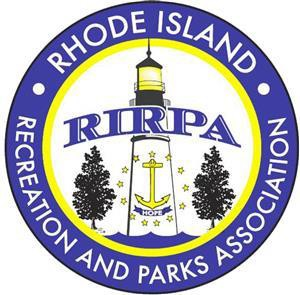 RHODE ISLAND
RIRPA
HOPE
RECREATION AND PARKS ASSOCIATION